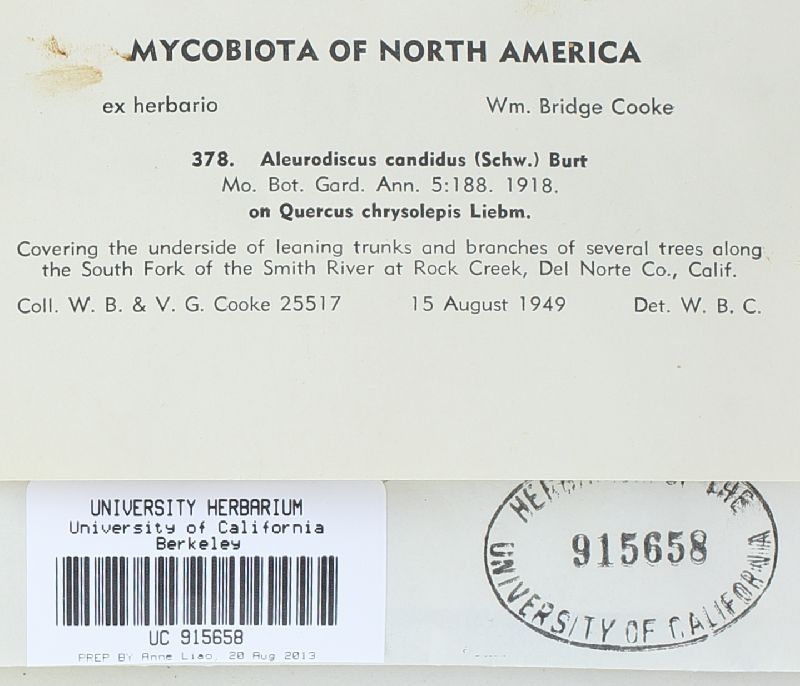 MYCOBIOTA OF NORTH AMERICA
ex herbario Wm. Bridge Cooke
378. Aleurodiscus candidus (Schw.) Burt
Mo. Bot. Gard. Ann. 5:188. 1918.
on Quercus chrysolepis Liebm.
Covering the underside of leaning trunks and branches of several trees along
the South Fork of the Smith River at Rock Creek, Del Norte Co., Calif.
Coll. W. B. & V. G. Cooke 25517 15 August 1949 Det. W. B. C.
UNIVERSITY HERBARIUM
University of California
Berkeley
UC 915658
PREP BY Anne Liao, 20 Aug 2013
HERBARIUM OF THE
915658
UNIVERSITY OF CALIFORNIA